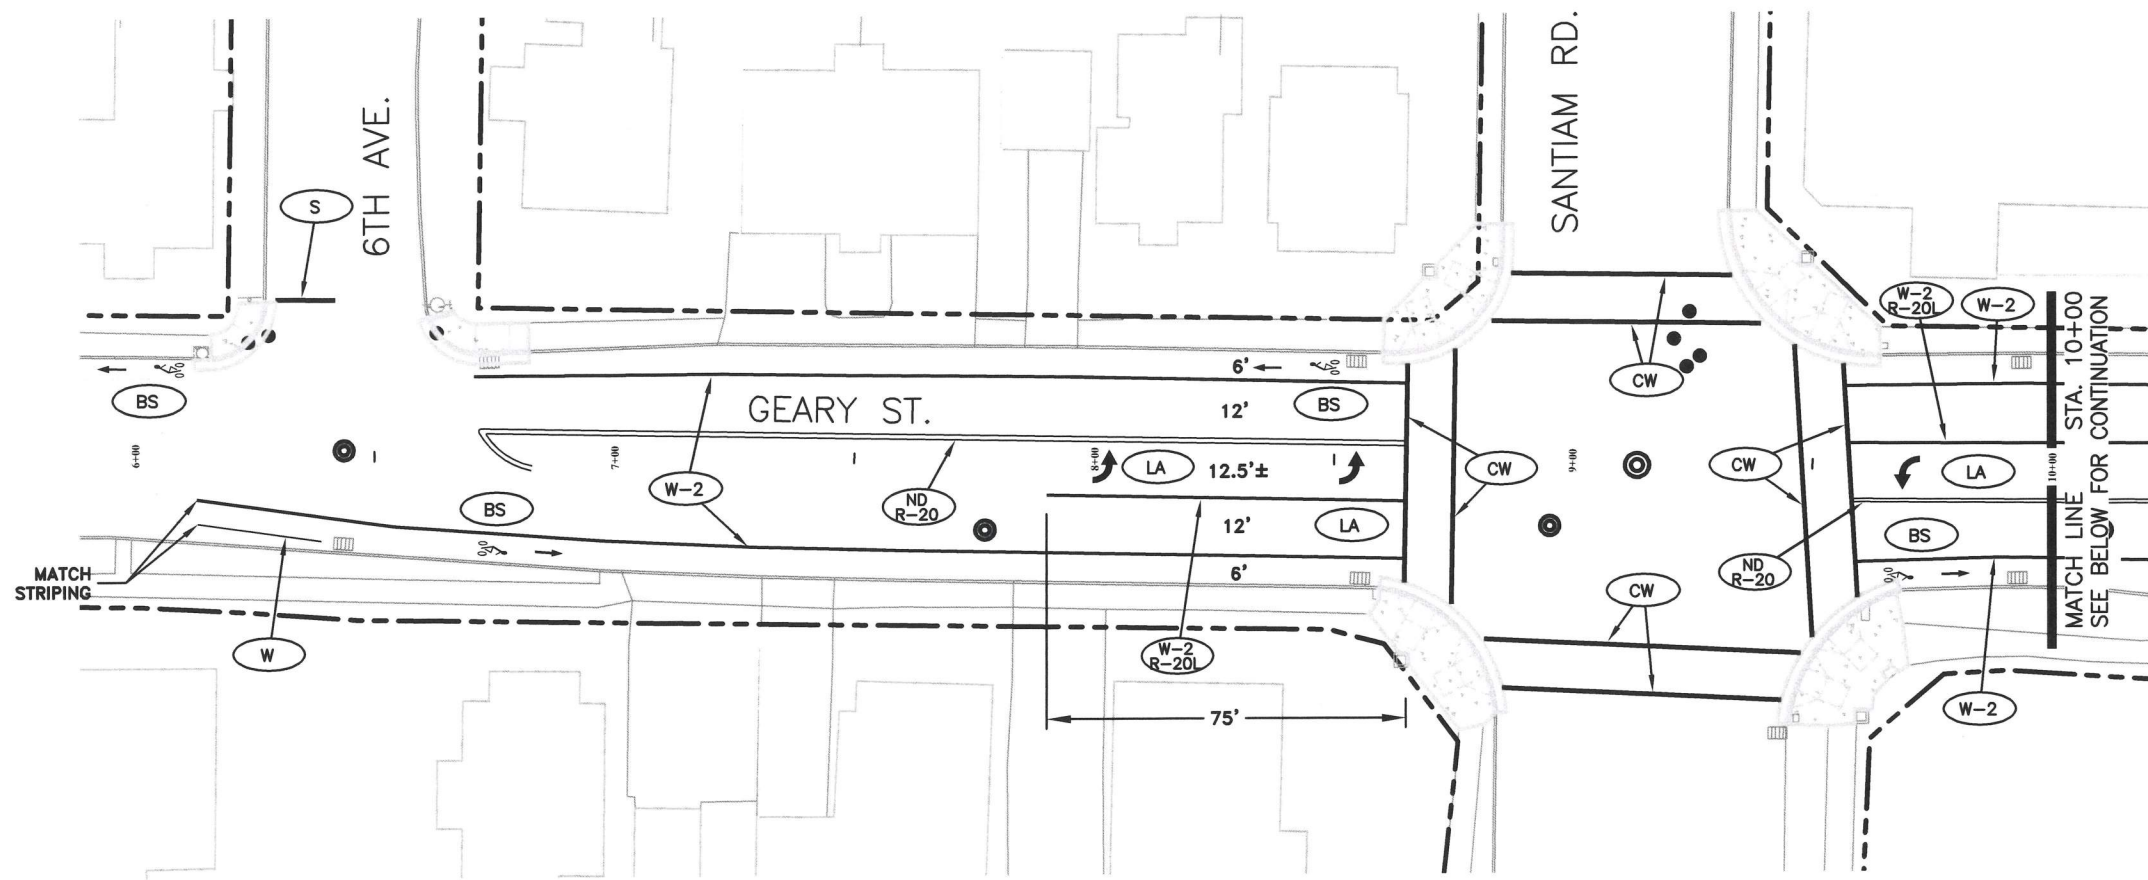 6TH AVE.
SANTIAM RD.
S
W-2
R-20L
W-2
6'
BS
BS
CW
12'
GEARY ST.
6+00
7+00
8+00
9+00
10+00
LA
12.5'±
CW
CW
LA
W-2
ND
R-20
BS
12'
LA
BS
6'
ND
R-20
MATCH
STRIPING
CW
W
W-2
R-20L
75'
W-2
MATCH LINE STA. 10+00
SEE BELOW FOR CONTINUATION